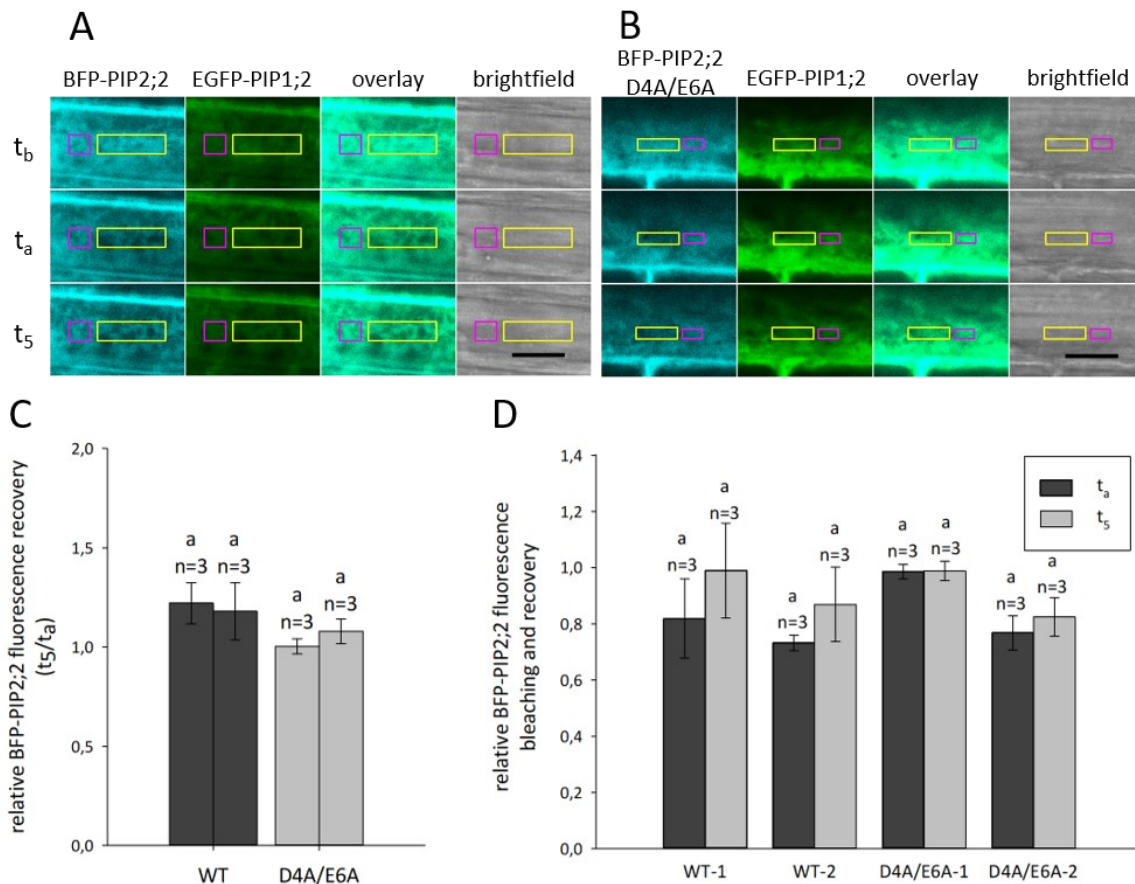 A
B
BFP-PIP2;2 EGFP-PIP1;2 overlay brightfield
BFP-PIP2;2
D4A/E6A EGFP-PIP1;2 overlay brightfield
tb
ta
t5
C
D
relative BFP-PIP2;2 fluorescence recovery
(t5/ta)
2,0
1,5
1,0
0,5
0,0
a a
n=3 n=3
a a
n=3 n=3
WT D4A/E6A
relative BFP-PIP2;2 fluorescence
bleaching and recovery
1,4
1,2
1,0
0,8
0,6
0,4
0,2
0,0
a
n=3
a
n=3
a
n=3
a
n=3
a
n=3
a
n=3
a
n=3
a
n=3
ta
t5
WT-1 WT-2 D4A/E6A-1 D4A/E6A-2